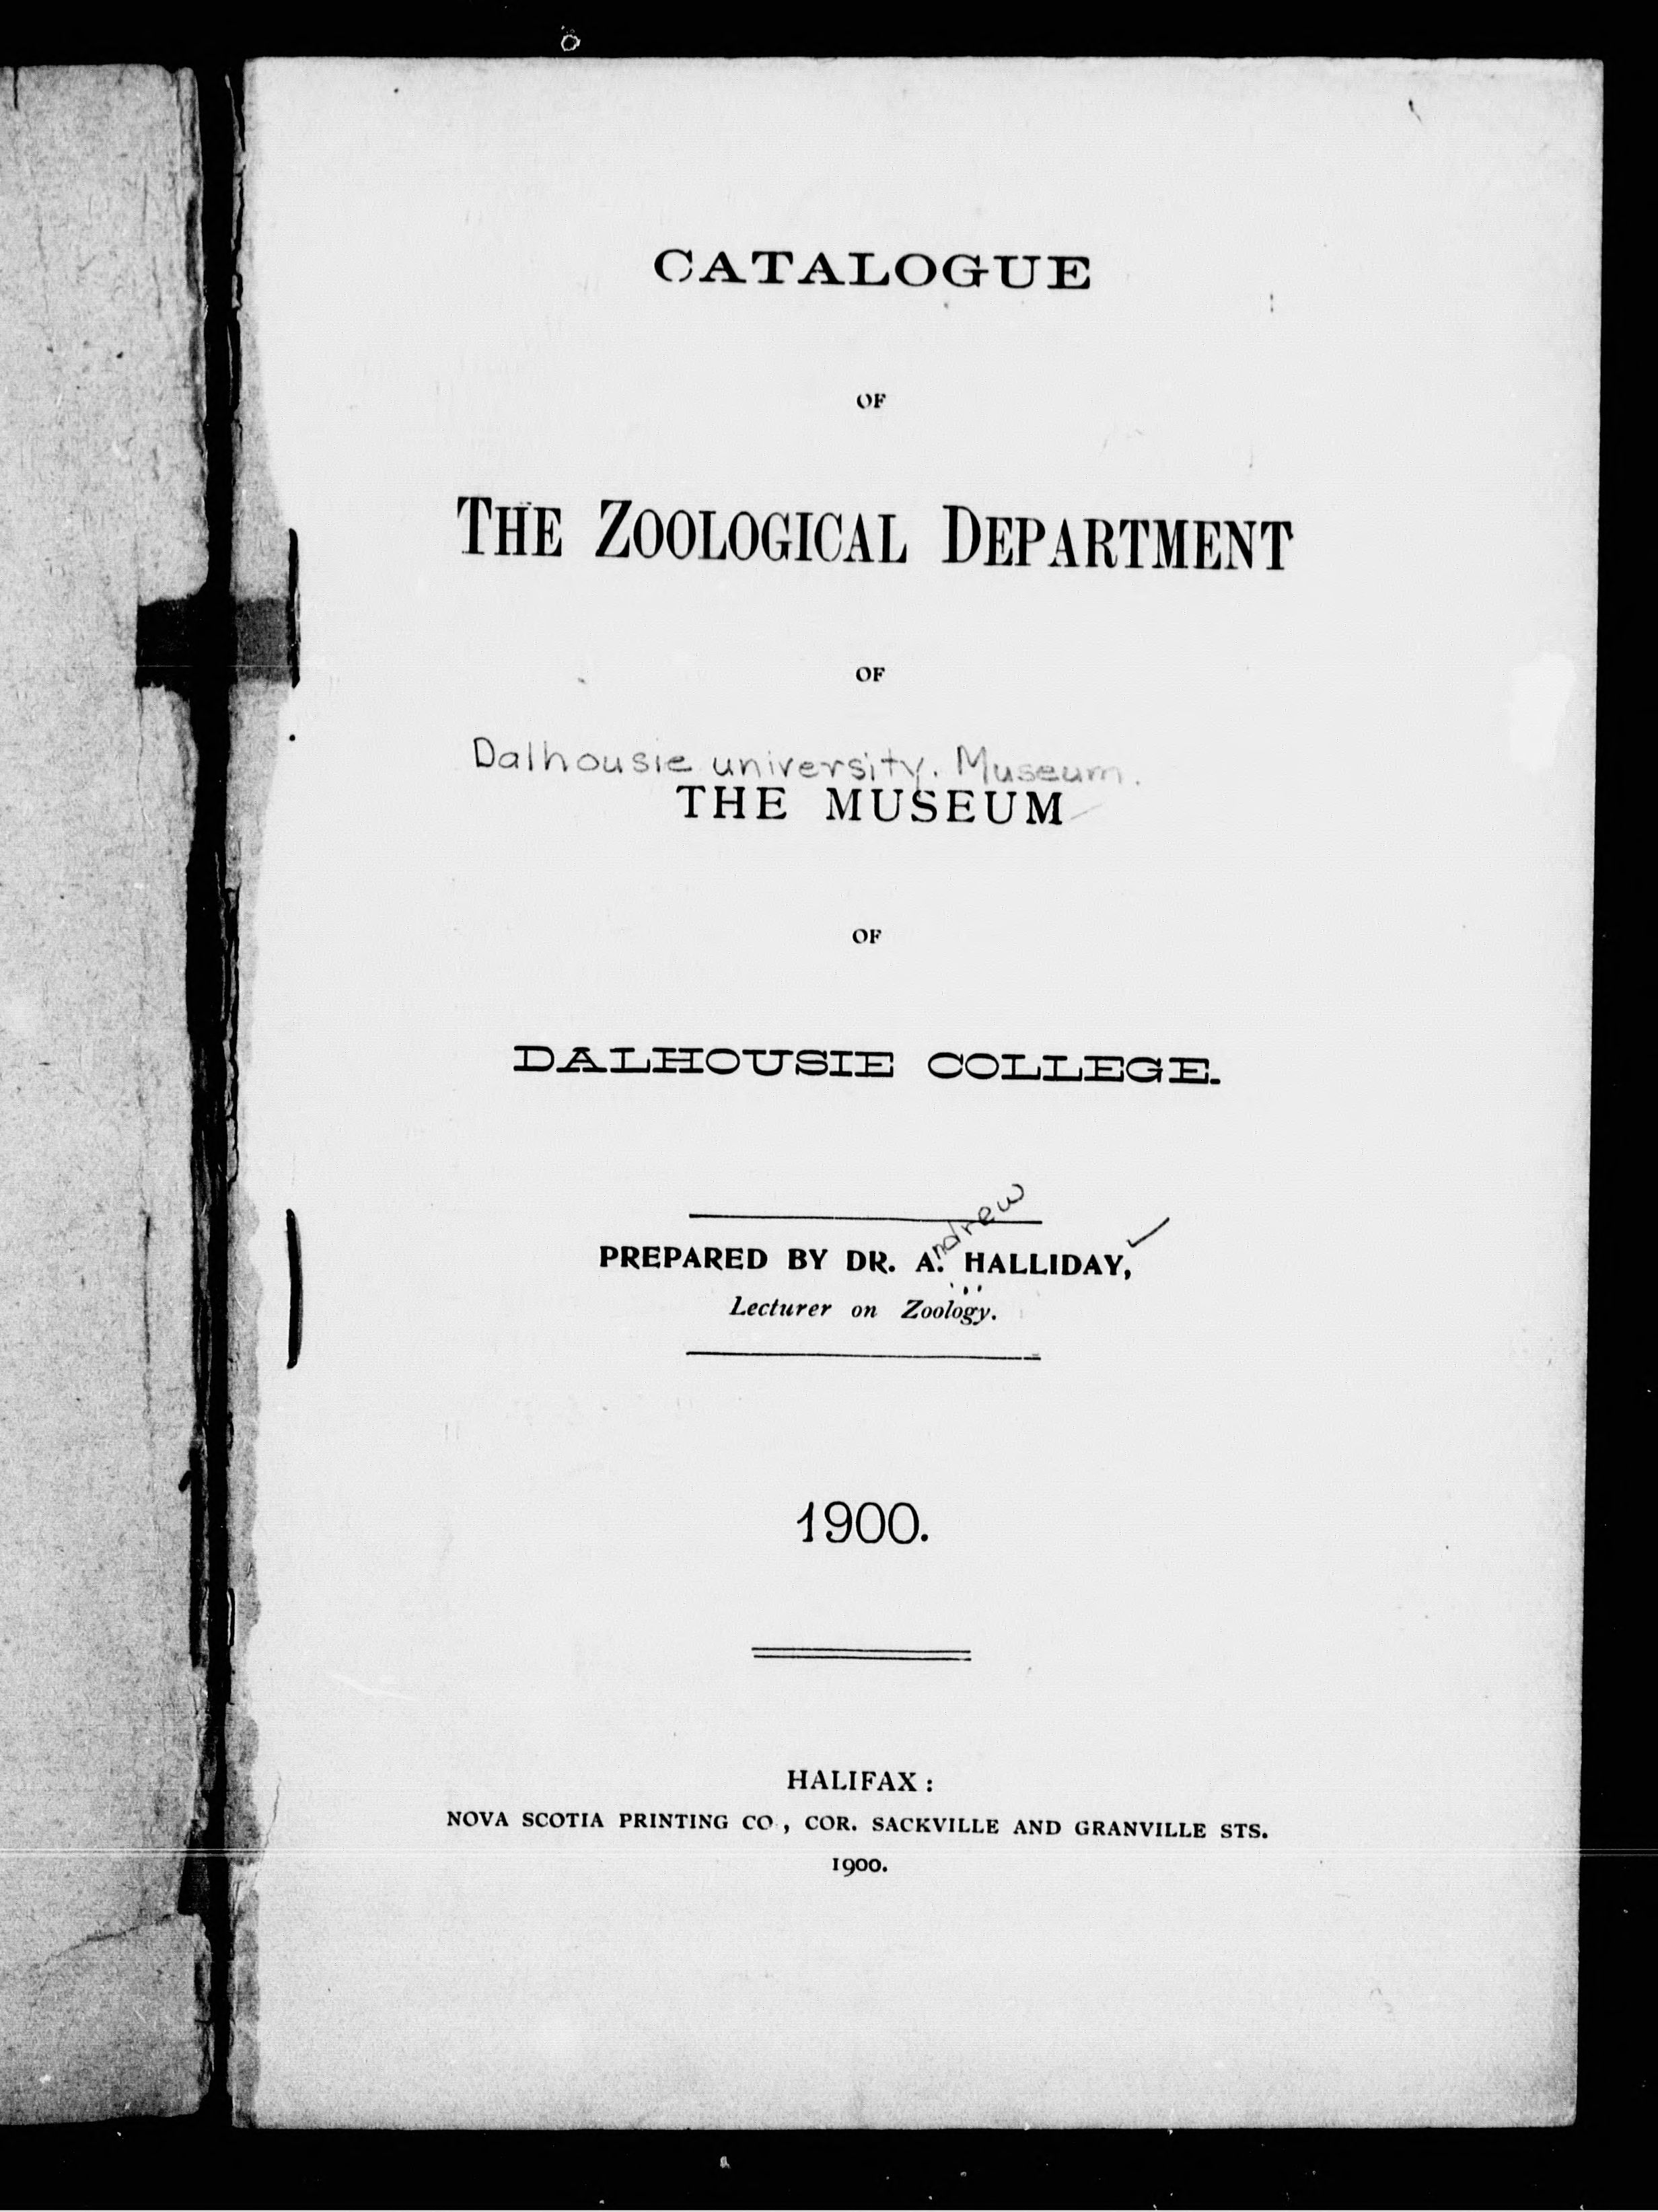 CATALOGUE
OF
THE ZOOLOGICAL DEPARTMENT
OF
Dalhousie university. Museum.
THE MUSEUM
OF
DALHOUSIE COLLEGE.
ndrew
PREPARED BY DR. A. HALLIDAY,
Lecturer on Zoology.
1900.
HALIFAX:
NOVA SCOTIA PRINTING CO, COR. SACKVILLE AND GRANVILLE STS.
1900.